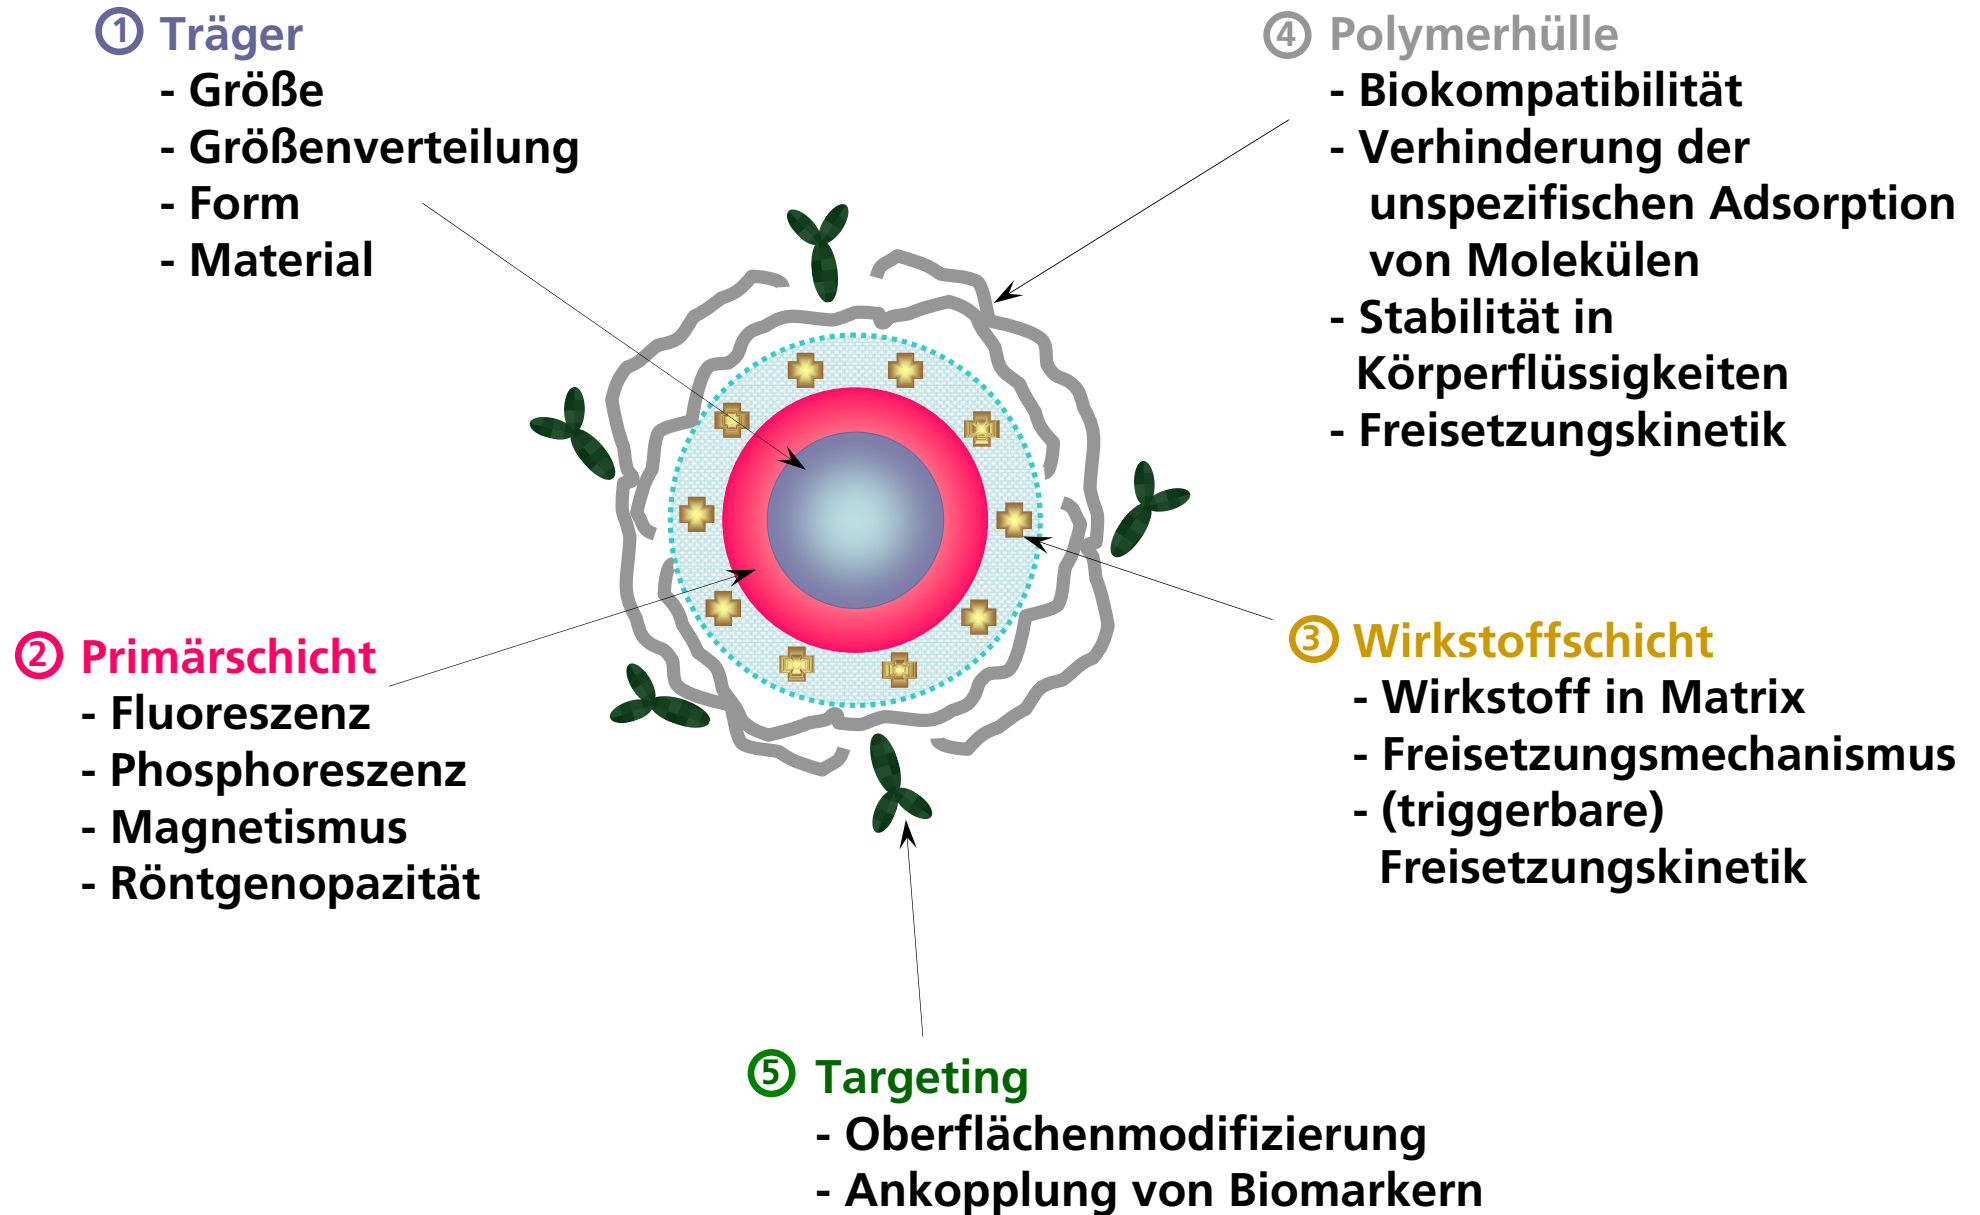 ① Träger
- Größe
- Größenverteilung
- Form
- Material
② Primärschicht
- Fluoreszenz
- Phosphoreszenz
- Magnetismus
- Röntgenopazität
③ Wirkstoffschicht
- Wirkstoff in Matrix
- Freisetzungsmechanismus
- (triggerbare)
Freisetzungskinetik
④ Polymerhülle
- Biokompatibilität
- Verhinderung der
unspezifischen Adsorption
von Molekülen
- Stabilität in
Körperflüssigkeiten
- Freisetzungskinetik
⑤ Targeting
- Oberflächenmodifizierung
- Ankopplung von Biomarkern